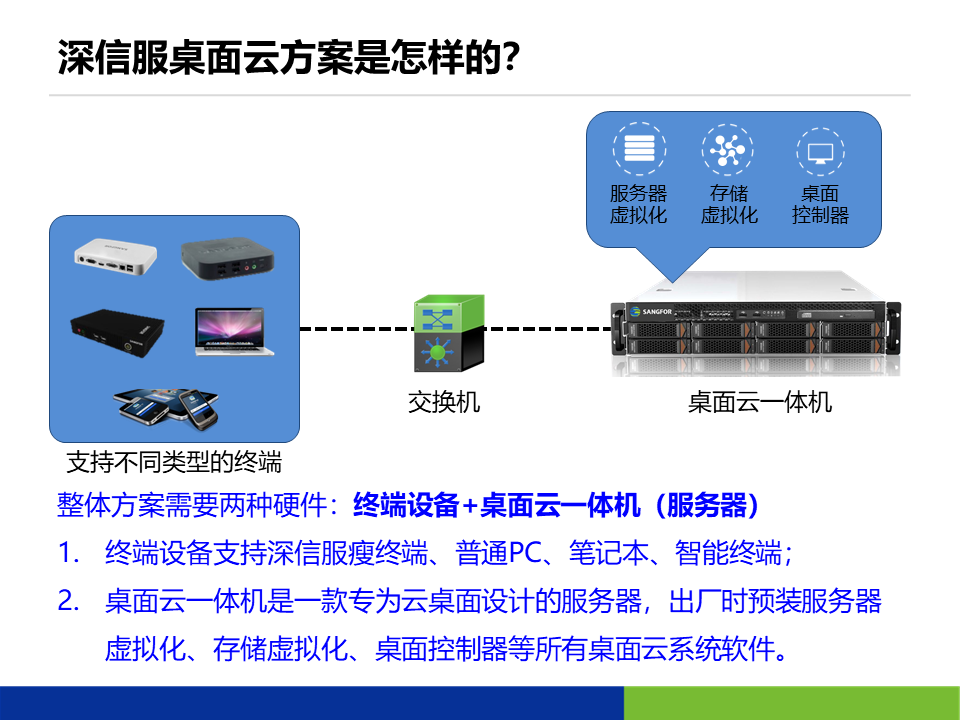 深信服桌面云方案是怎样的？
服务器
虚拟化
存储
虚拟化
桌面
控制器
SANGFOR
交换机
桌面云一体机
支持不同类型的终端
整体方案需要两种硬件：终端设备+桌面云一体机（服务器）
1. 终端设备支持深信服瘦终端、普通PC、笔记本、智能终端；
2. 桌面云一体机是一款专为云桌面设计的服务器，出厂时预装服务器
虚拟化、存储虚拟化、桌面控制器等所有桌面云系统软件。